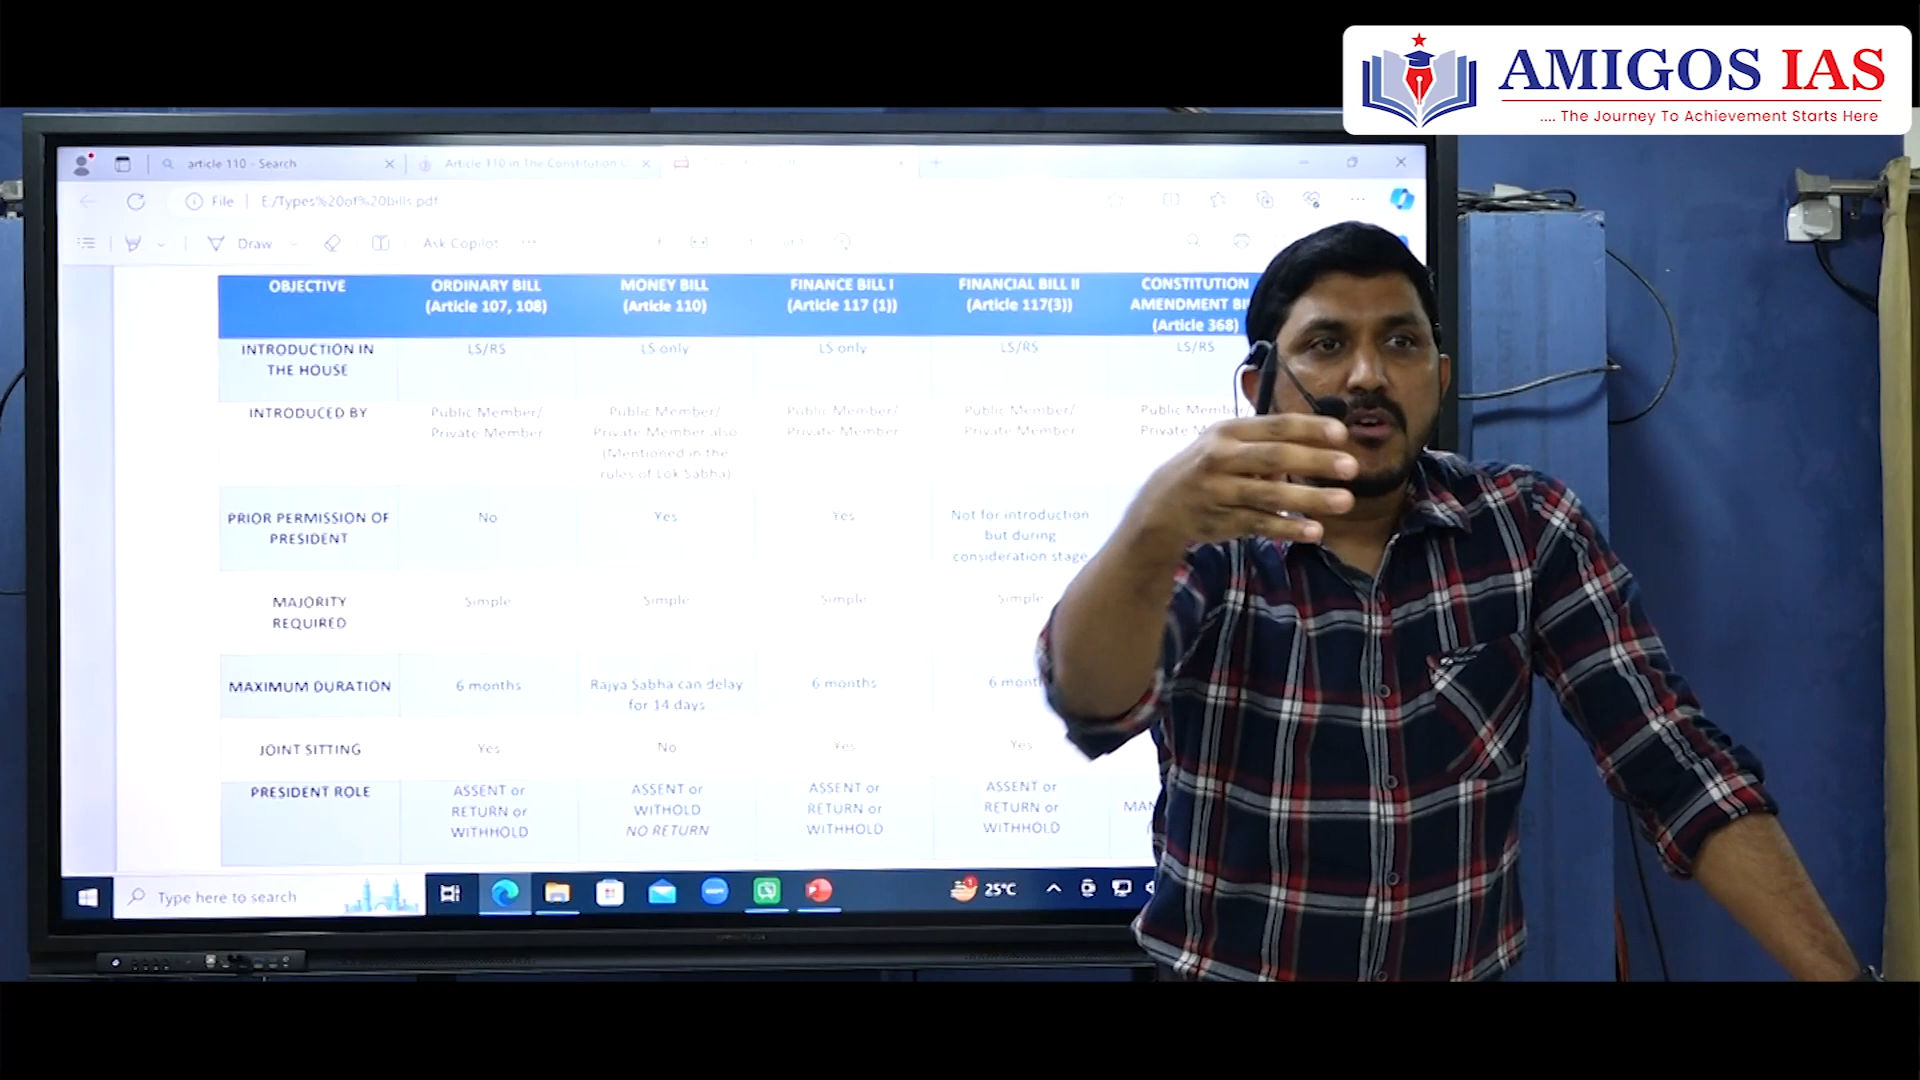 AMIGOS IAS
.... The Journey To Achievement Starts Here
article 110 - Search
Article 110 in The Constitution
File
E:/Types%20of%20bills.pdf
Draw
Ask Copilot
OBJECTIVE
ORDINARY BILL
(Article 107, 108)
MONEY BILL
(Article 110)
FINANCE BILL I
(Article 117 (1))
FINANCIAL BILL II
(Article 117(3))
CONSTITUTION
AMENDMENT
(Article 368)
INTRODUCTION IN
THE HOUSE
LS/RS
LS only
LS only
LS/RS
LS/RS
INTRODUCED BY
Public Member/
Private Member
Public Member/
Private Member also
(Mentioned in the
rules of Lok Sabha)
Public Member/
Private Member
Public Member/
Private Member
Public Member/
Private
PRIOR PERMISSION OF
PRESIDENT
No
Yes
Yes
Not for introduction
but during
consideration stage
MAJORITY
REQUIRED
Simple
Simple
Simple
Simple
MAXIMUM DURATION
6 months
Rajya Sabha can delay
for 14 days
6 months
6
JOINT SITTING
Yes
No
Yes
Yes
PRESIDENT ROLE
ASSENT or
RETURN or
WITHHOLD
ASSENT or
WITHOLD
NO RETURN
ASSENT or
RETURN or
WITHHOLD
ASSENT or
RETURN or
WITHHOLD
Type here to search
25°C